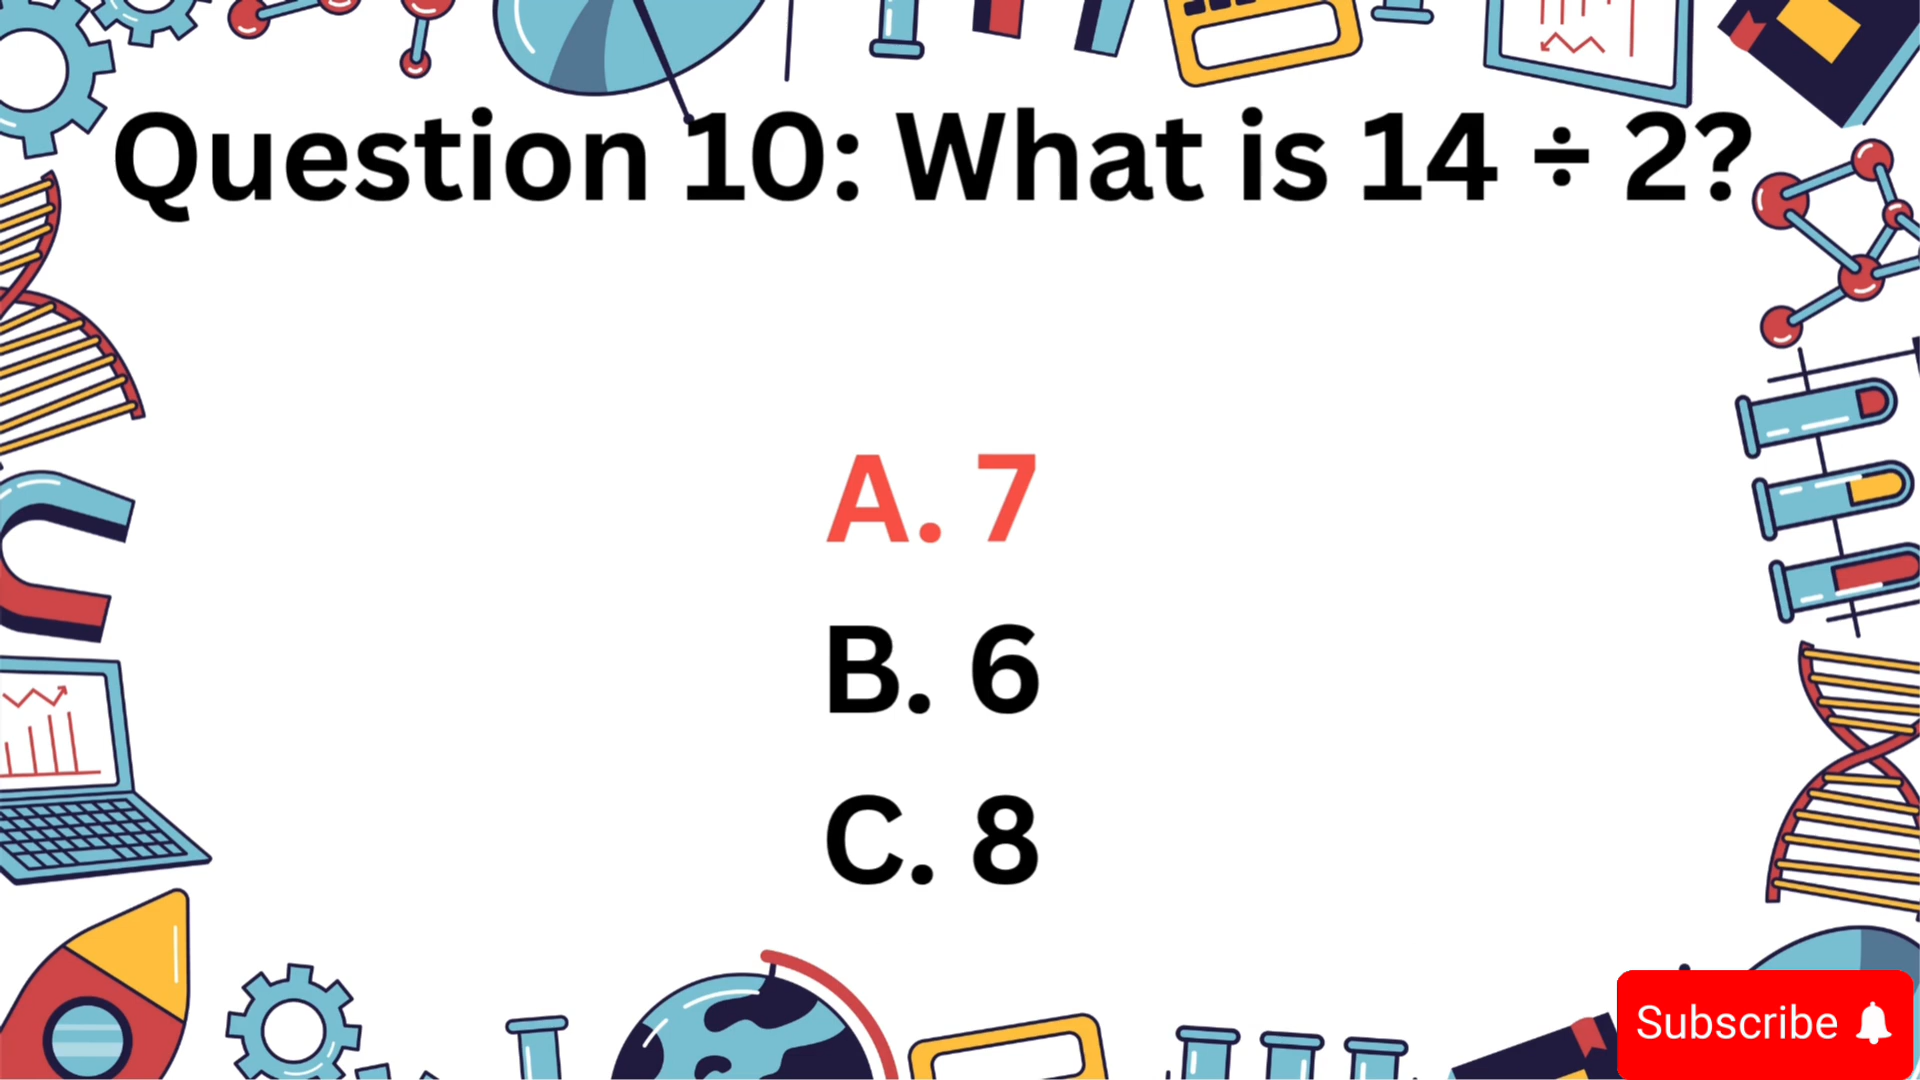 Question 10: What is 14 ÷ 2?
A. 7
B. 6
C. 8
Subscribe